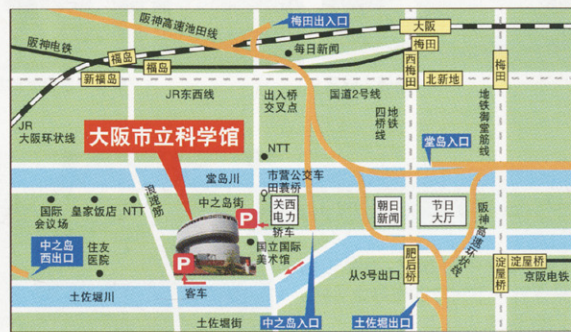 阪神高速池田线
梅田出入口
大阪
阪神电铁
福岛
每日新闻
梅田
福岛
新福岛
西梅田
北新地
梅田
JR东西线
出入桥
交叉点
国道2号线
JR
大阪环状线
大阪市立科学馆
NTT
地铁
四桥线
地铁御堂筋线
堂岛入口
堂岛川
市营公交车
田蓑桥
国际
会议场
皇家饭店
NTT
浪速筋
中之岛街
P
关西
电力
朝日
新闻
节日
大厅
阪神高速环状线
轿车
中之岛
西出口
住友
医院
国立国际
美术馆
P
肥后桥
从3号出口
淀屋桥
淀屋桥
京阪电铁
客车
土佐堀川
土佐堀街
中之岛入口
土佐堀出口